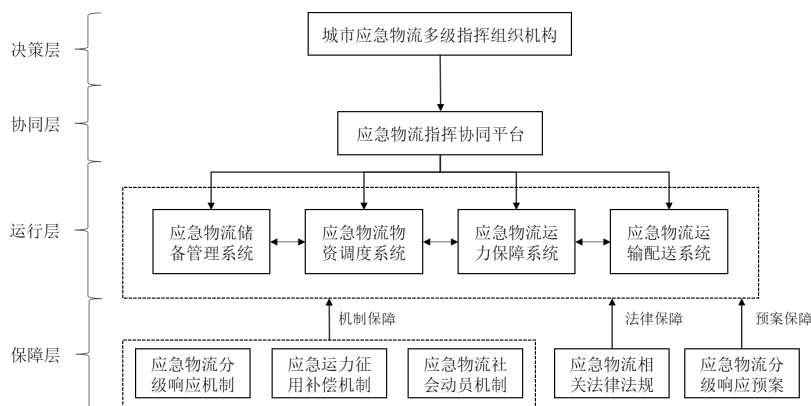 决策层
城市应急物流多级指挥组织机构
协同层
应急物流指挥协同平台
运行层
应急物流储
备管理系统
应急物流物
资调度系统
应急物流运
力保障系统
应急物流运
输配送系统
机制保障
法律保障
预案保障
保障层
应急物流分
级响应机制
应急运力征
用补偿机制
应急物流社
会动员机制
应急物流相
关法律法规
应急物流分
级响应预案